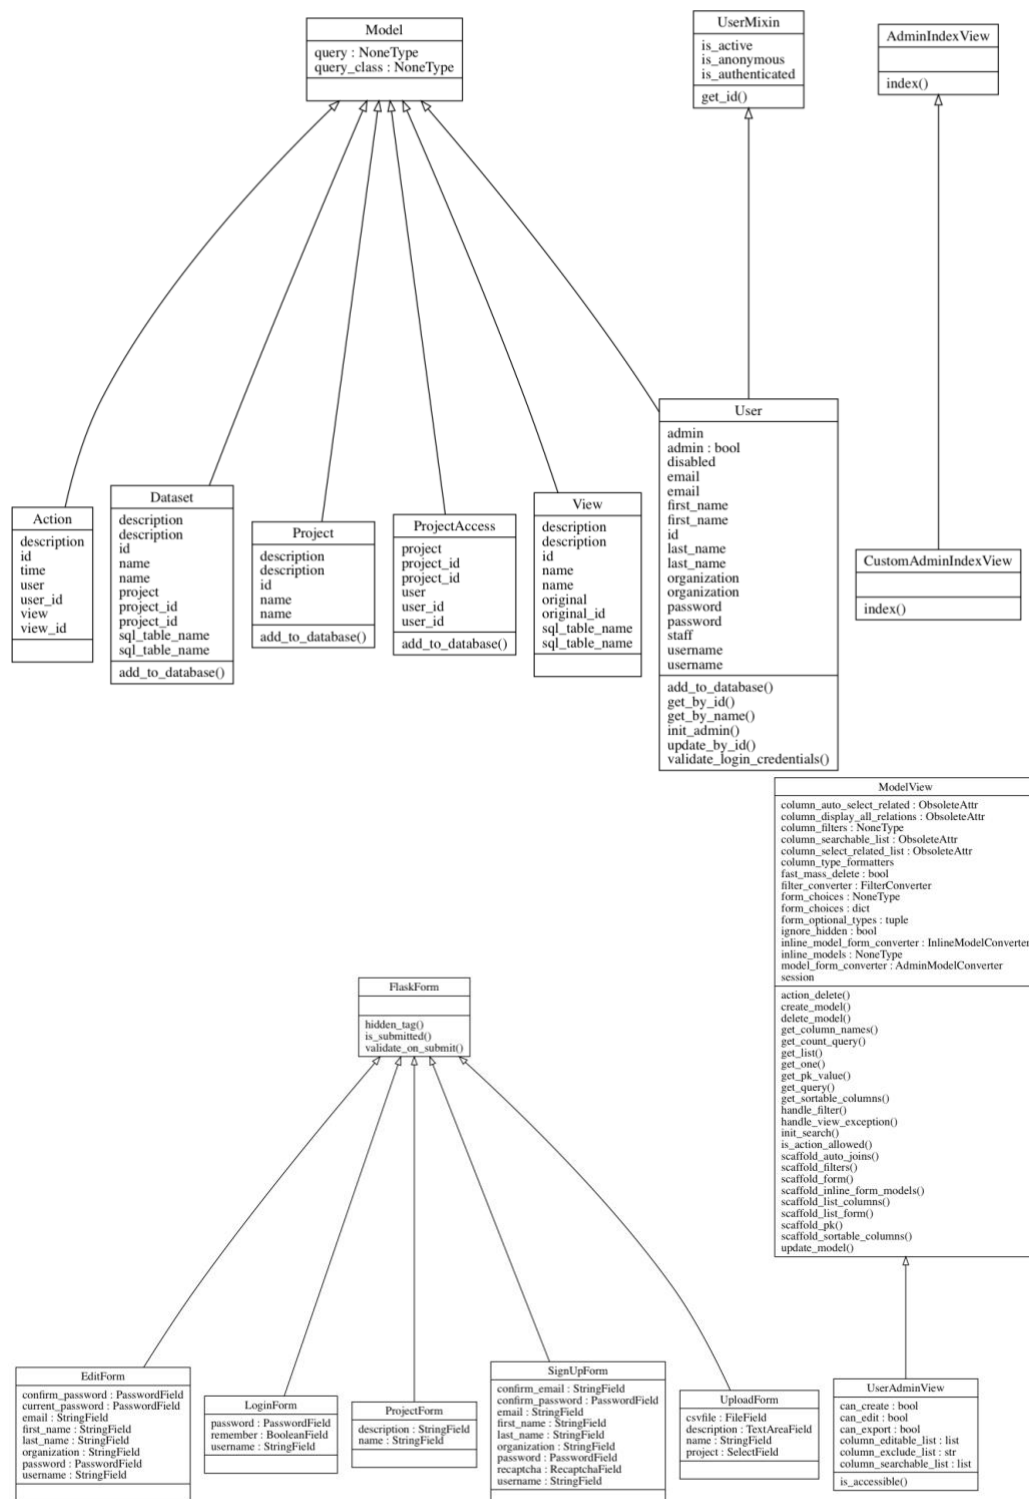 Model
query : NoneType
query_class : NoneType
UserMixin
is_active
is_anonymous
is_authenticated
get_id()
AdminIndexView
index()
Action
description
id
time
user
user_id
view
view_id
Dataset
description
description
id
name
name
project
project_id
project_id
sql_table_name
sql_table_name
add_to_database()
Project
description
description
id
name
name
add_to_database()
ProjectAccess
project
project_id
project_id
user
user_id
user_id
add_to_database()
View
description
description
id
name
name
original
original_id
sql_table_name
sql_table_name
User
admin
admin : bool
disabled
email
email
first_name
first_name
id
last_name
last_name
organization
organization
password
password
staff
username
username
add_to_database()
get_by_id()
get_by_name()
init_admin()
update_by_id()
validate_login_credentials()
CustomAdminIndexView
index()
ModelView
column_auto_select_related : ObsoleteAttr
column_display_all_relations : ObsoleteAttr
column_filters : NoneType
column_searchable_list : ObsoleteAttr
column_select_related_list : ObsoleteAttr
column_type_formatters
fast_mass_delete : bool
filter_converter : FilterConverter
form_choices : NoneType
form_choices : dict
form_optional_types : tuple
ignore_hidden : bool
inline_model_form_converter : InlineModelConverter
inline_models : NoneType
model_form_converter : AdminModelConverter
session
action_delete()
create_model()
delete_model()
get_column_names()
get_count_query()
get_list()
get_one()
get_pk_value()
get_query()
get_sortable_columns()
handle_filter()
handle_view_exception()
init_search()
is_action_allowed()
scaffold_auto_joins()
scaffold_filters()
scaffold_form()
scaffold_inline_form_models()
scaffold_list_columns()
scaffold_list_form()
scaffold_pk()
scaffold_sortable_columns()
update_model()
FlaskForm
hidden_tag()
is_submitted()
validate_on_submit()
EditForm
confirm_password : PasswordField
current_password : PasswordField
email : StringField
first_name : StringField
last_name : StringField
organization : StringField
password : PasswordField
username : StringField
LoginForm
password : PasswordField
remember : BooleanField
username : StringField
ProjectForm
description : StringField
name : StringField
SignUpForm
confirm_email : StringField
confirm_password : PasswordField
email : StringField
first_name : StringField
last_name : StringField
organization : StringField
password : PasswordField
recaptcha : RecaptchaField
username : StringField
UploadForm
csvfile : FileField
description : TextAreaField
name : StringField
project : SelectField
UserAdminView
can_create : bool
can_edit : bool
can_export : bool
column_editable_list : list
column_exclude_list : str
column_searchable_list : list
is_accessible()